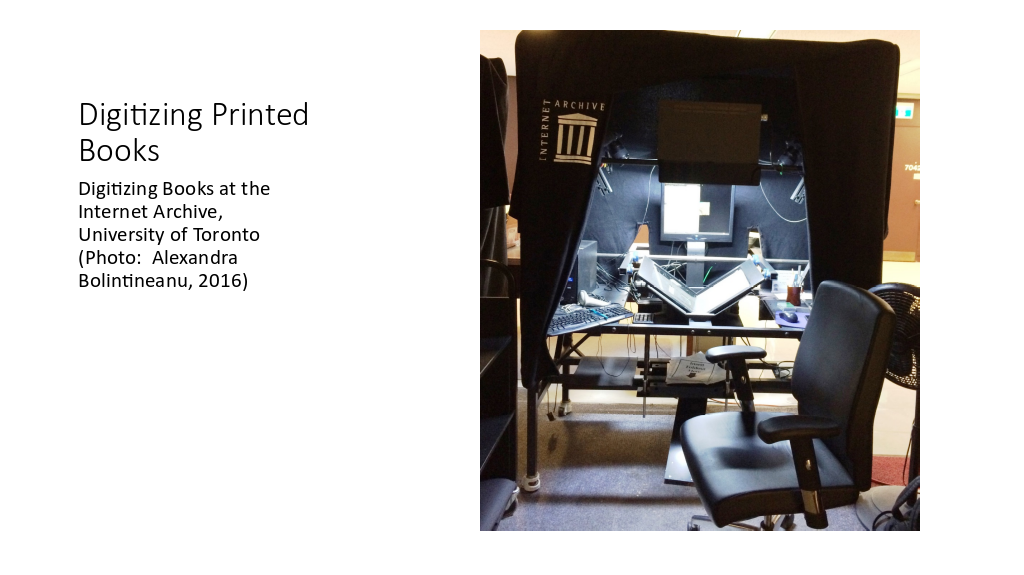 Digitizing Printed
Books
Digitizing Books at the
Internet Archive,
University of Toronto
(Photo:  Alexandra
Bolintineanu, 2016)
INTERNET
ARCHIVE